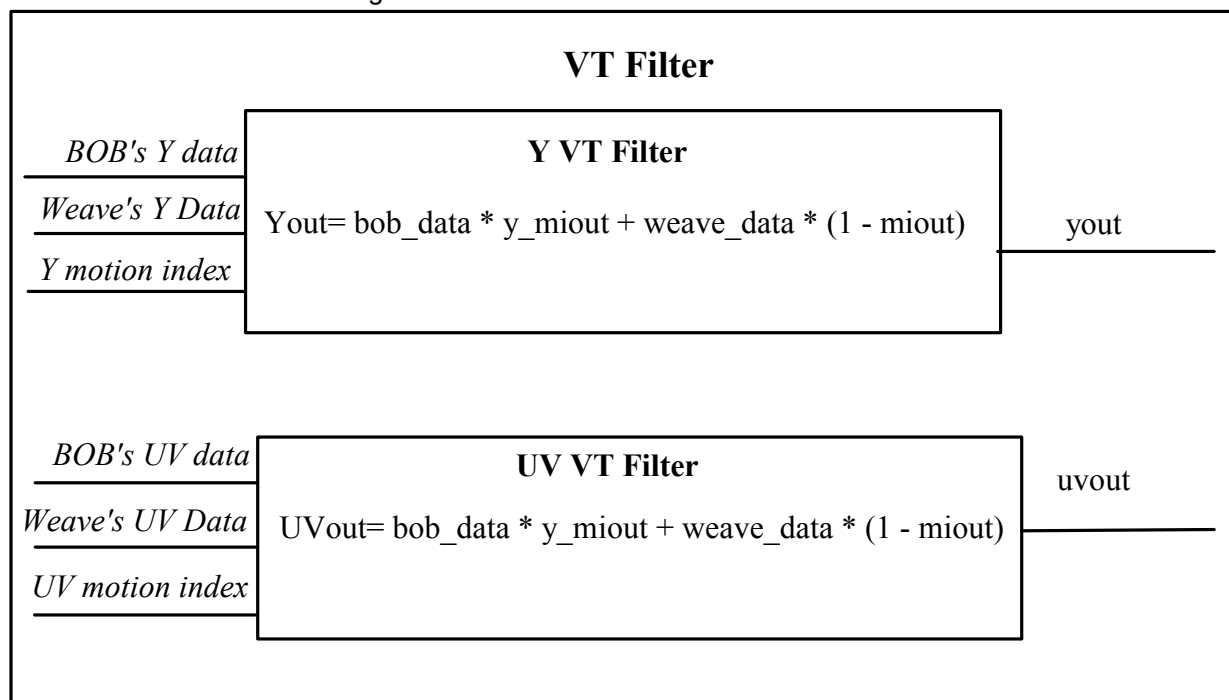 VT Filter
Y VT Filter
BOB's Y data
Weave's Y Data
Y motion index
Yout= bob_data * y_miout + weave_data * (1 - miout)
yout
UV VT Filter
BOB's UV data
Weave's UV Data
UV motion index
UVout= bob_data * y_miout + weave_data * (1 - miout)
uvout